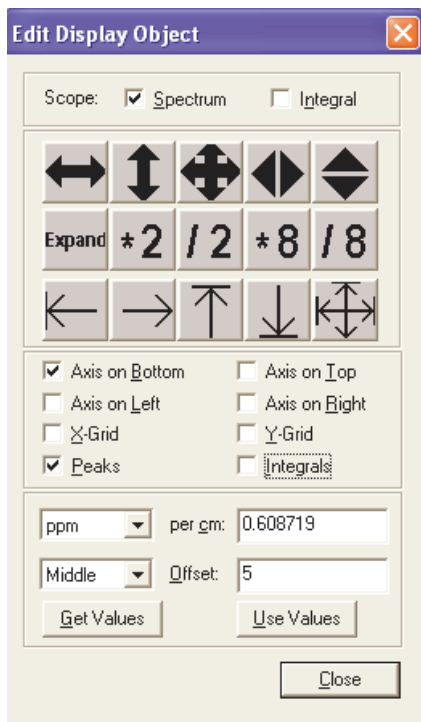 Edit Display Object
Scope: Spectrum Integral
Expand *2 /2 *8 /8
Axis on Bottom Axis on Top
Axis on Left Axis on Right
X-Grid Y-Grid
Peaks Integrals
ppm per cm: 0.608719
Middle Offset: 5
Get Values Use Values
Close